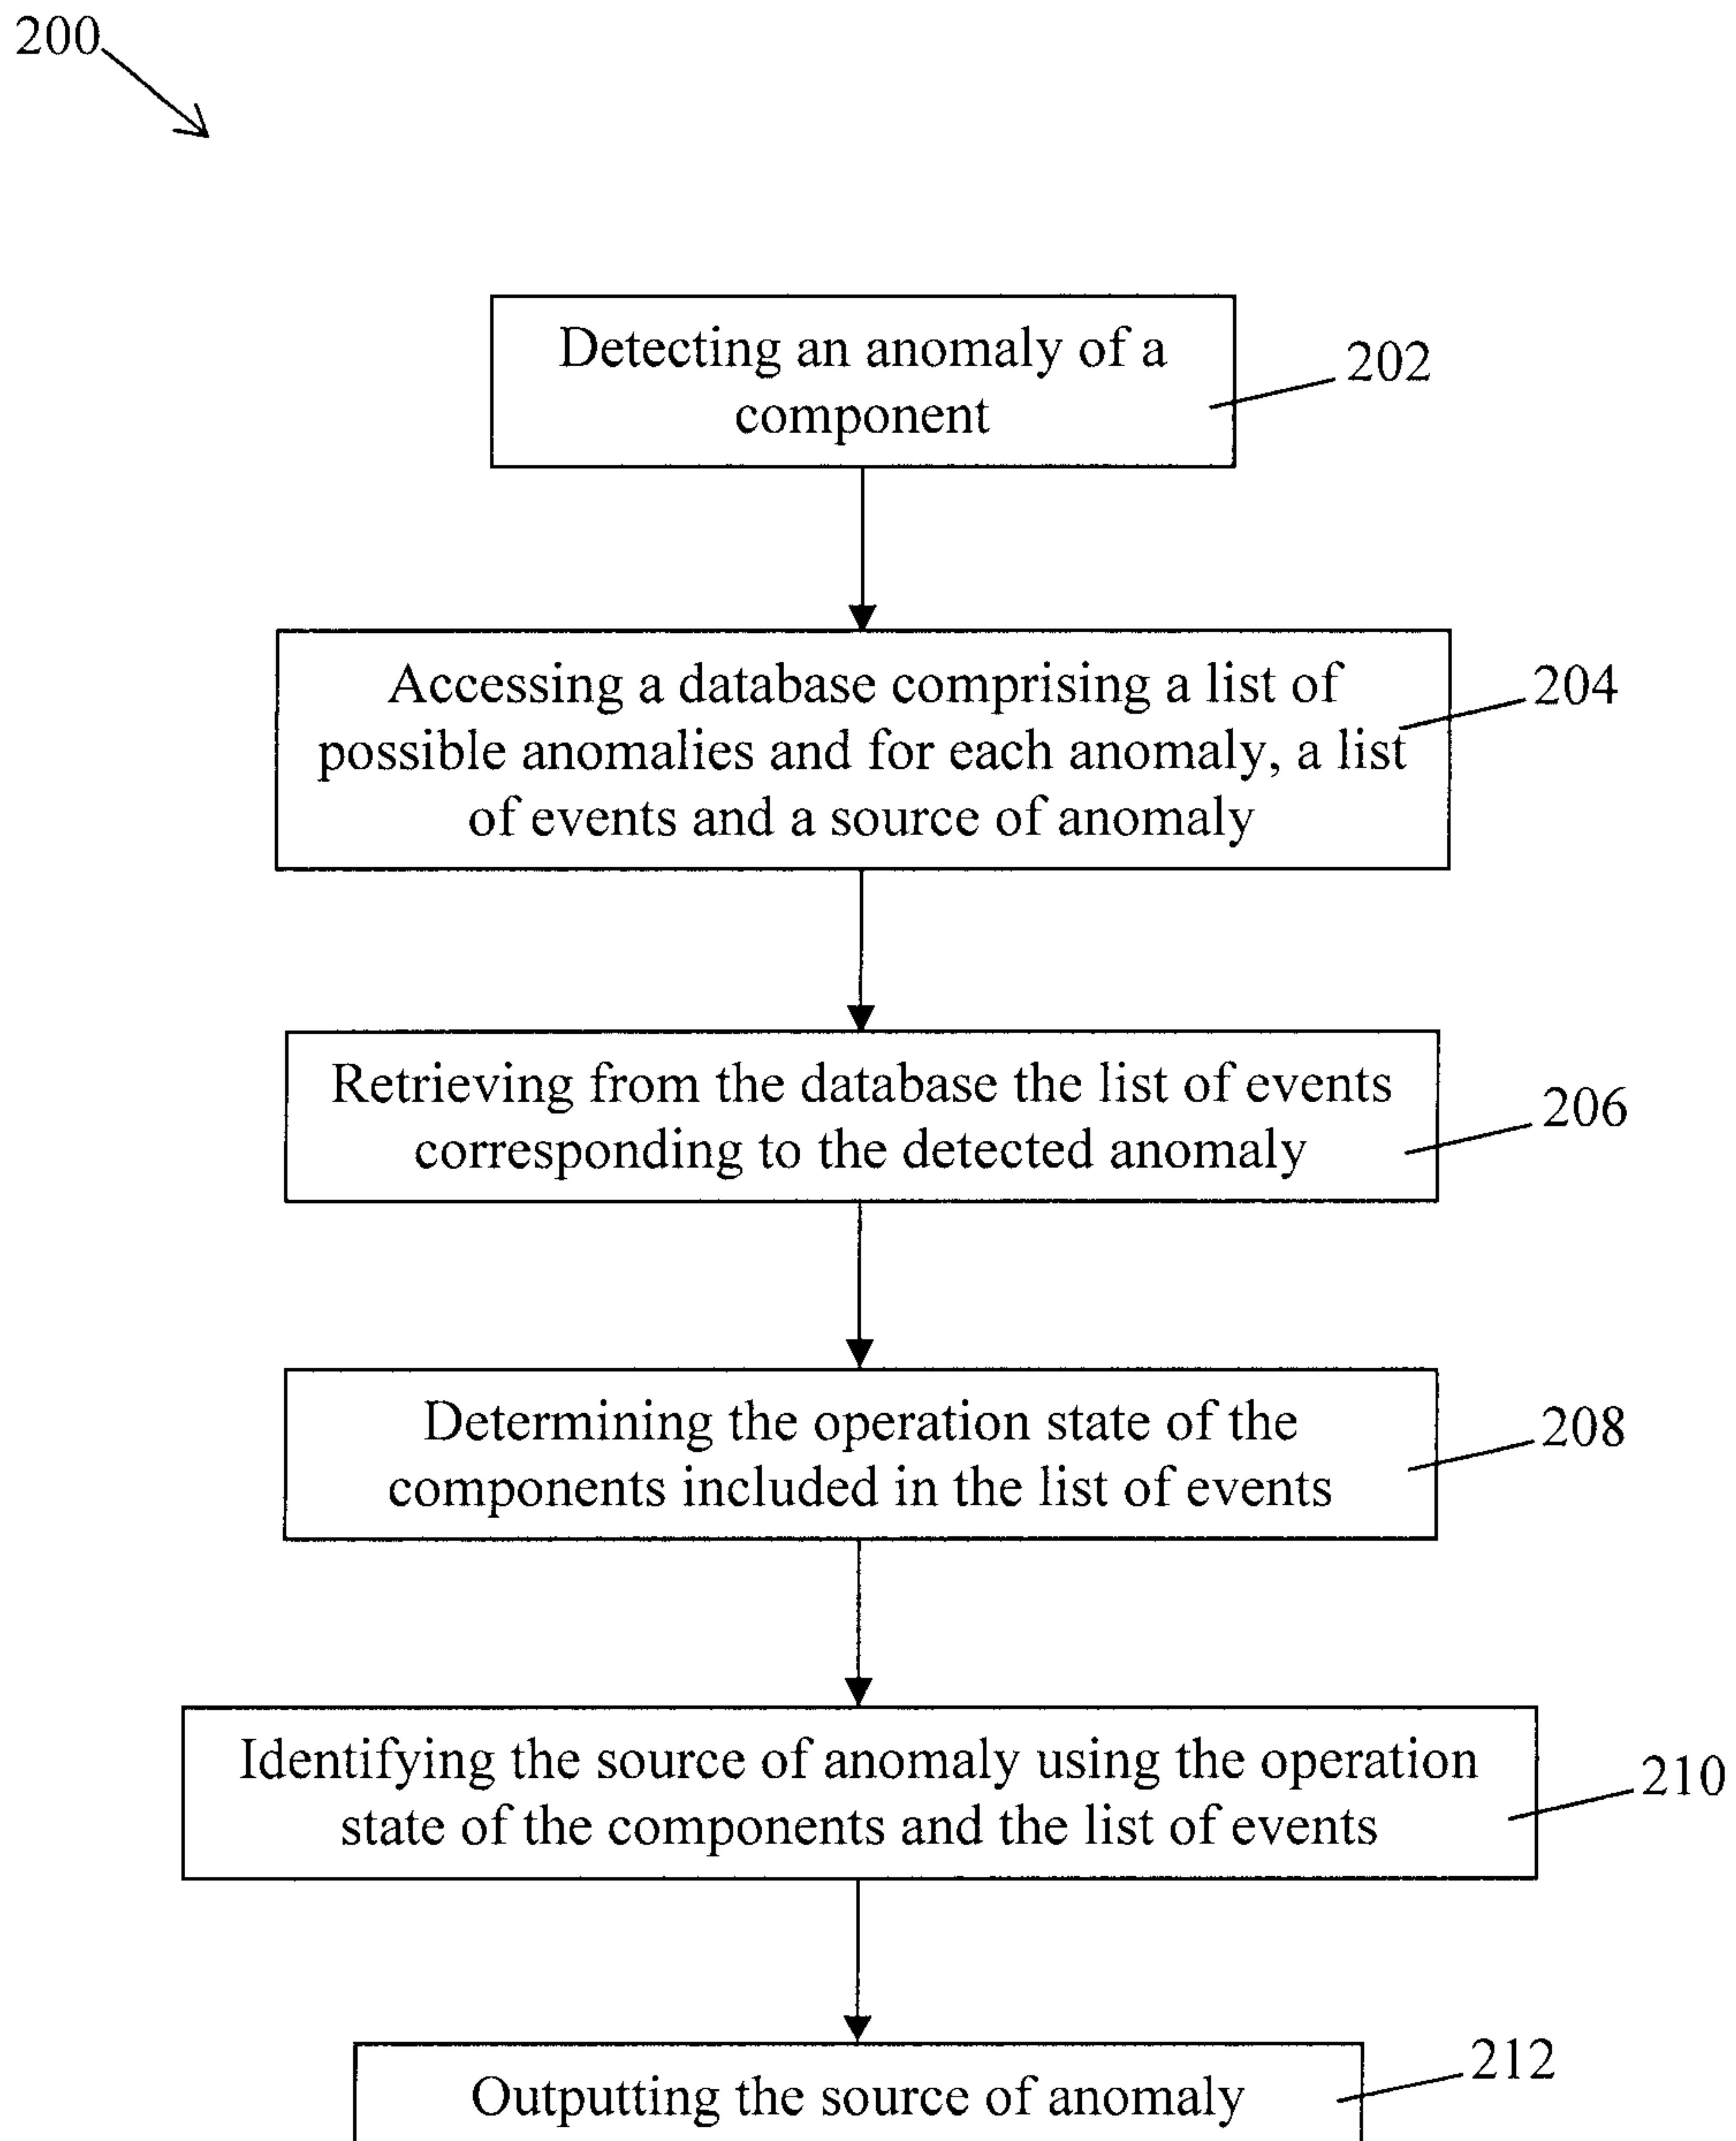 200
Detecting an anomaly of a
component
202
Accessing a database comprising a list of
possible anomalies and for each anomaly, a list
of events and a source of anomaly
204
Retrieving from the database the list of events
corresponding to the detected anomaly
206
Determining the operation state of the
components included in the list of events
208
Identifying the source of anomaly using the operation
state of the components and the list of events
210
Outputting the source of anomaly
212